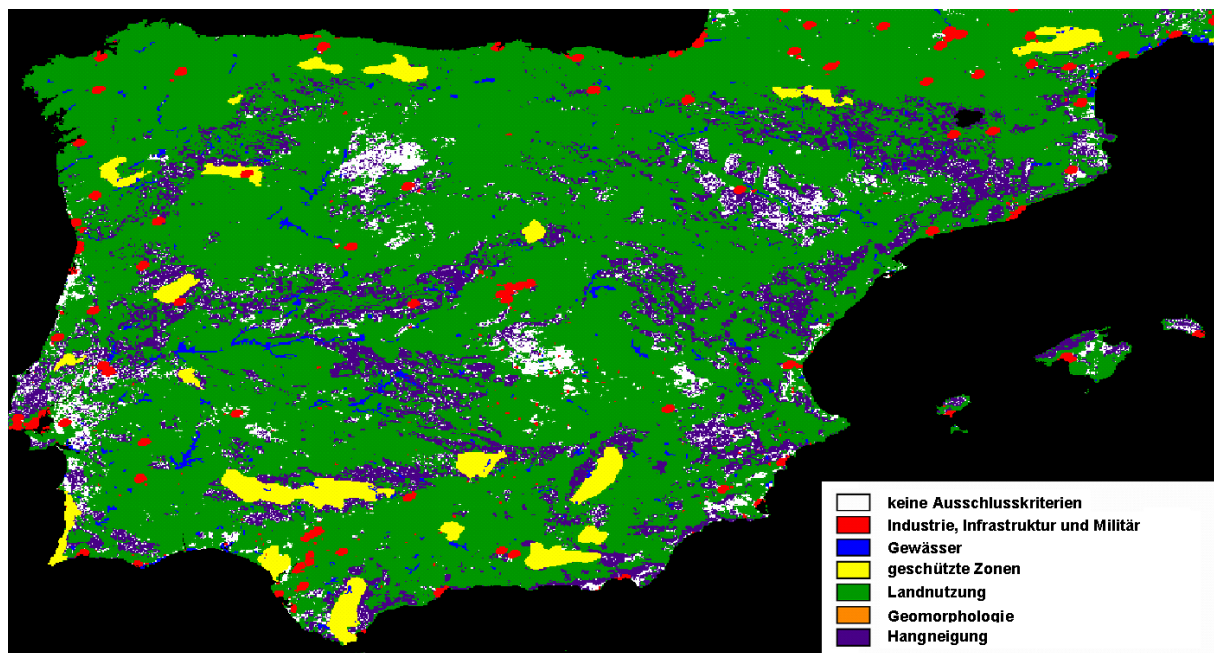 keine Ausschlusskriterien
Industrie, Infrastruktur und Militär
Gewässer
geschützte Zonen
Landnutzung
Geomorphologie
Hangneigung